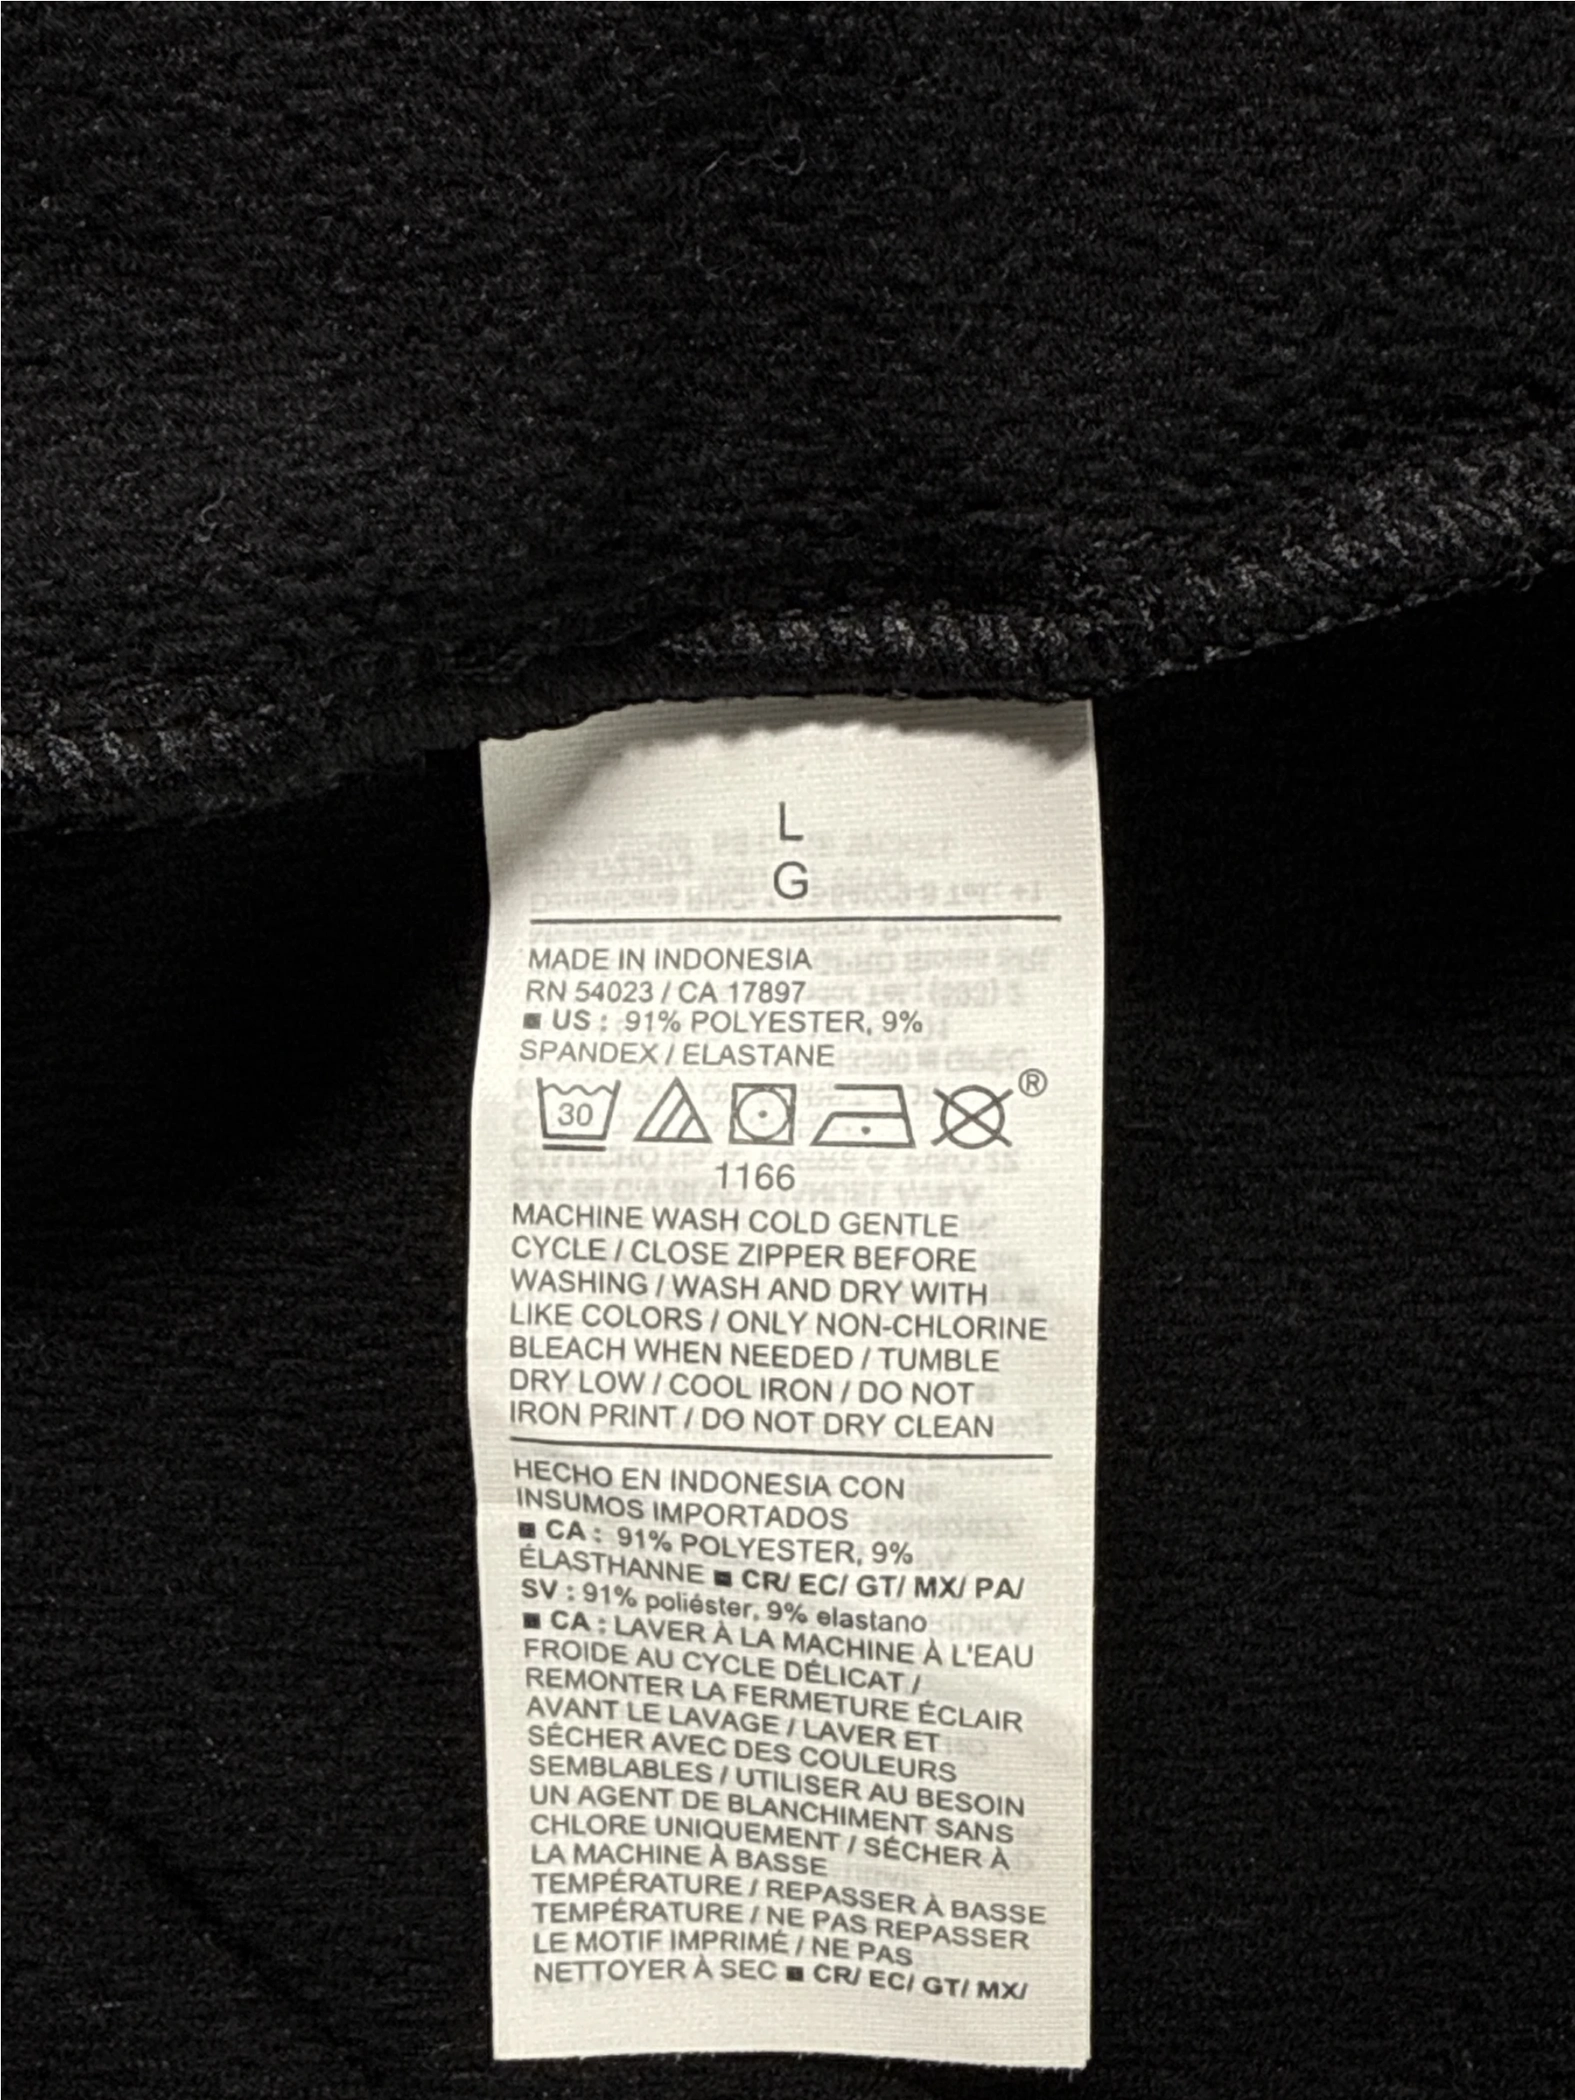 L
G
MADE IN INDONESIA
RN 54023 / CA 17897
■ US : 91% POLYESTER, 9%
SPANDEX / ELASTANE
30 ®
1166
MACHINE WASH COLD GENTLE
CYCLE / CLOSE ZIPPER BEFORE
WASHING / WASH AND DRY WITH
LIKE COLORS / ONLY NON-CHLORINE
BLEACH WHEN NEEDED / TUMBLE
DRY LOW / COOL IRON / DO NOT
IRON PRINT / DO NOT DRY CLEAN
HECHO EN INDONESIA CON
INSUMOS IMPORTADOS
■ CA : 91% POLYESTER, 9%
ÉLASTHANNE ■ CR/ EC/ GT/ MX/ PA/
SV : 91% poliéster, 9% elastano
■ CA : LAVER À LA MACHINE À L'EAU
FROIDE AU CYCLE DÉLICAT /
REMONTER LA FERMETURE ÉCLAIR
AVANT LE LAVAGE / LAVER ET
SÉCHER AVEC DES COULEURS
SEMBLABLES / UTILISER AU BESOIN
UN AGENT DE BLANCHIMENT SANS
CHLORE UNIQUEMENT / SÉCHER À
LA MACHINE À BASSE
TEMPÉRATURE / REPASSER À BASSE
TEMPÉRATURE / NE PAS REPASSER
LE MOTIF IMPRIMÉ / NE PAS
NETTOYER À SEC ■ CR/ EC/ GT/ MX/